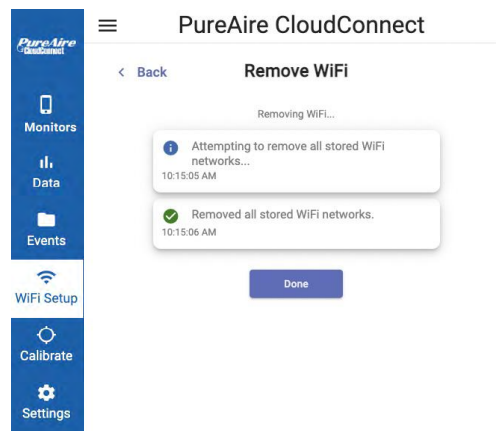 PureAire
CloudConnect
PureAire CloudConnect
Back
Remove WiFi
Removing WiFi...
Attempting to remove all stored WiFi
networks...
10:15:05 AM
Removed all stored WiFi networks.
10:15:06 AM
Done
Monitors
Data
Events
WiFi Setup
Calibrate
Settings